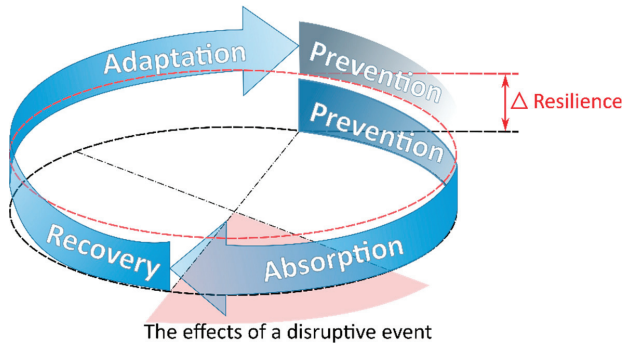 Adaptation
Prevention
Prevention
△ Resilience
Recovery
Absorption
The effects of a disruptive event